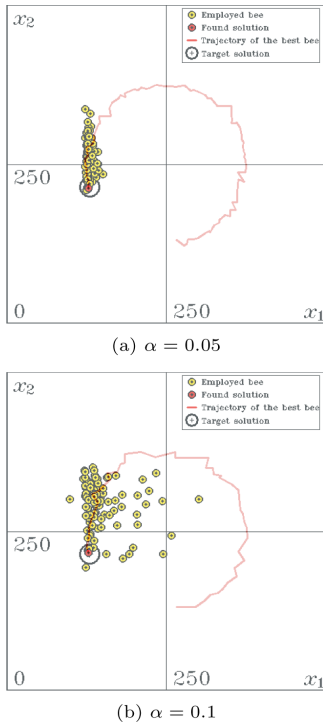 x₂
Employed bee
Found solution
Trajectory of the best bee
Target solution
250
0
250
x₁
(a) α = 0.05
x₂
Employed bee
Found solution
Trajectory of the best bee
Target solution
250
0
250
x₁
(b) α = 0.1